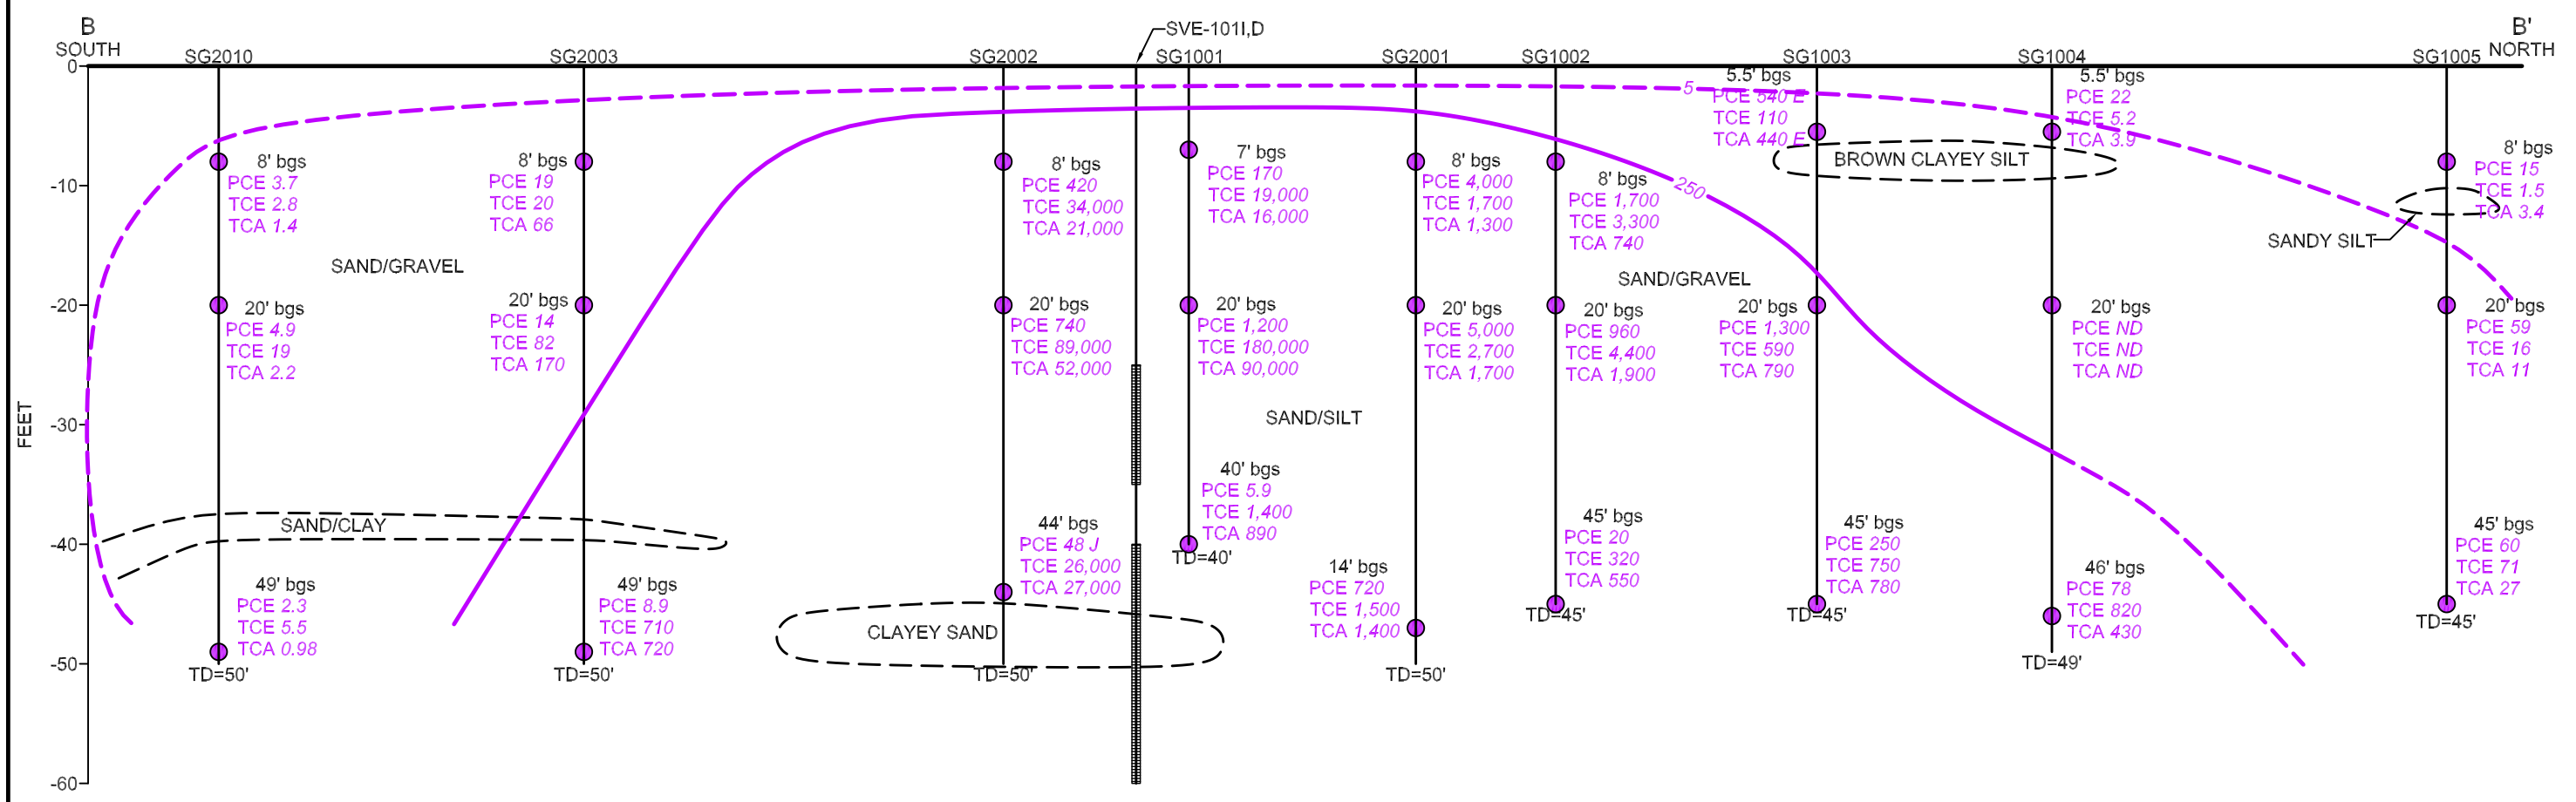 B
SOUTH
SVE-101I,D
B'
NORTH
SG2010
SG2003
SG2002
SG1001
SG2001
SG1002
SG1003
SG1004
SG1005
FEET
0
-10
-20
-30
-40
-50
-60
5
250
8' bgs
PCE 3.7
TCE 2.8
TCA 1.4
20' bgs
PCE 4.9
TCE 19
TCA 2.2
49' bgs
PCE 2.3
TCE 5.5
TCA 0.98
TD=50'
SAND/GRAVEL
SAND/CLAY
8' bgs
PCE 19
TCE 20
TCA 66
20' bgs
PCE 14
TCE 82
TCA 170
49' bgs
PCE 8.9
TCE 710
TCA 720
TD=50'
8' bgs
PCE 420
TCE 34,000
TCA 21,000
20' bgs
PCE 740
TCE 89,000
TCA 52,000
44' bgs
PCE 48 J
TCE 26,000
TCA 27,000
CLAYEY SAND
TD=50'
7' bgs
PCE 170
TCE 19,000
TCA 16,000
20' bgs
PCE 1,200
TCE 180,000
TCA 90,000
40' bgs
PCE 5.9
TCE 1,400
TCA 890
TD=40'
SAND/SILT
8' bgs
PCE 4,000
TCE 1,700
TCA 1,300
20' bgs
PCE 5,000
TCE 2,700
TCA 1,700
14' bgs
PCE 720
TCE 1,500
TCA 1,400
TD=50'
8' bgs
PCE 1,700
TCE 3,300
TCA 740
SAND/GRAVEL
20' bgs
PCE 960
TCE 4,400
TCA 1,900
45' bgs
PCE 20
TCE 320
TCA 550
TD=45'
5.5' bgs
PCE 540 E
TCE 110
TCA 440 E
BROWN CLAYEY SILT
20' bgs
PCE 1,300
TCE 590
TCA 790
45' bgs
PCE 250
TCE 750
TCA 780
TD=45'
5.5' bgs
PCE 22
TCE 5.2
TCA 3.9
20' bgs
PCE ND
TCE ND
TCA ND
46' bgs
PCE 78
TCE 820
TCA 430
TD=49'
8' bgs
PCE 15
TCE 1.5
TCA 3.4
SANDY SILT
20' bgs
PCE 59
TCE 16
TCA 11
45' bgs
PCE 60
TCE 71
TCA 27
TD=45'